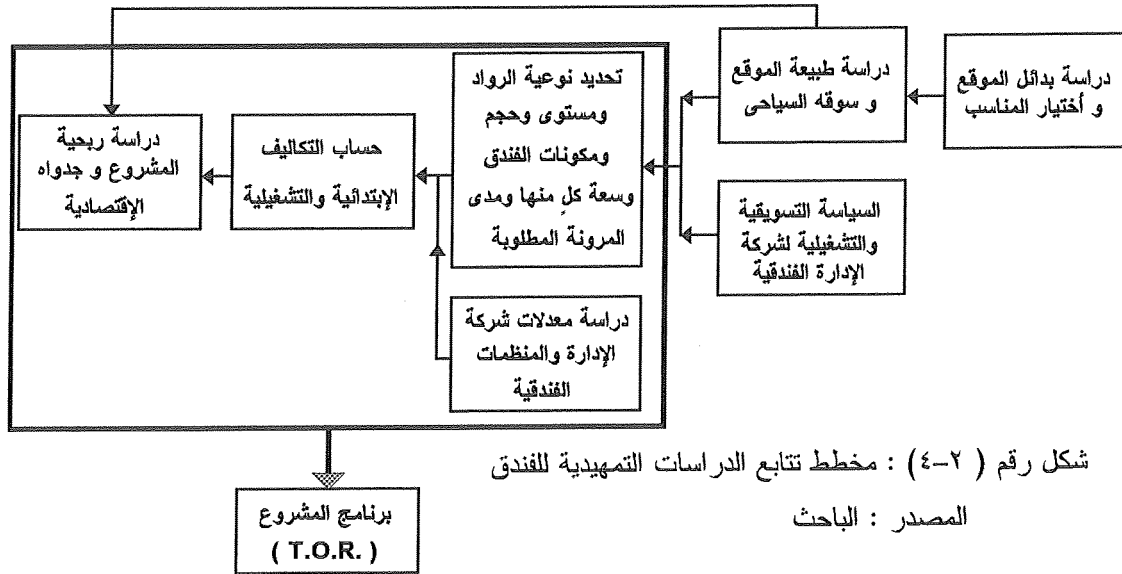 دراسة بدائل الموقع
و أختيار المناسب
دراسة طبيعة الموقع
و سوقه السياحى
السياسة التسويقية
والتشغيلية لشركة
الإدارة الفندقية
تحديد نوعية الرواد
ومستوى وحجم
ومكونات الفندق
وسعة كلٍ منها ومدى
المرونة المطلوبة
دراسة معدلات شركة
الإدارة والمنظمات
الفندقية
حساب التكاليف
الإبتدائية والتشغيلية
دراسة ربحية
المشروع و جدواه
الإقتصادية
برنامج المشروع
( T.O.R. )
شكل رقم ( ٢-٤) : مخطط تتابع الدراسات التمهيدية للفندق
المصدر : الباحث